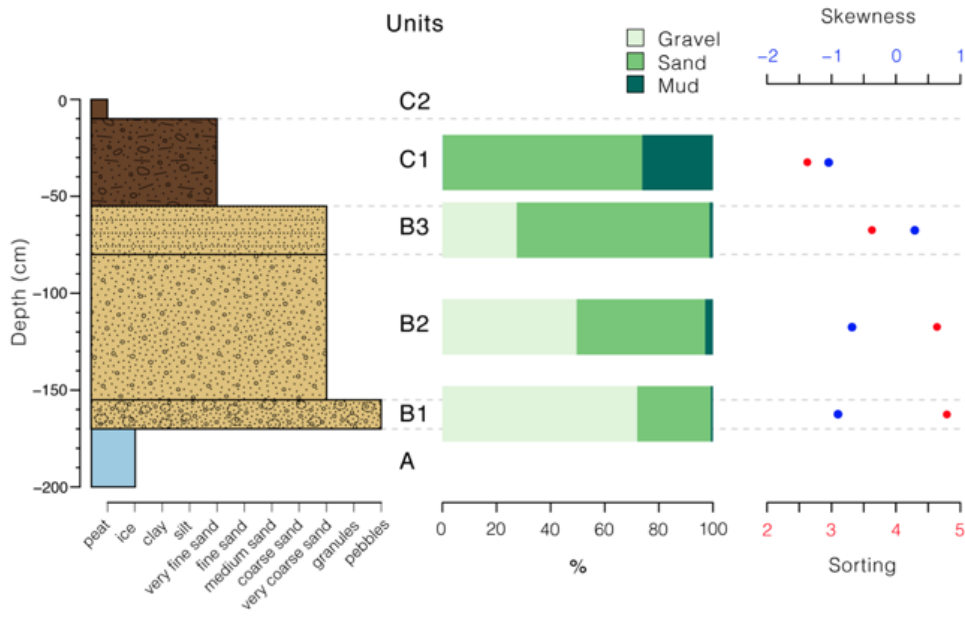 Units
Gravel
Sand
Mud
Skewness
−2 −1 0 1
Depth (cm)
0
−50
−100
−150
−200
C2
C1
B3
B2
B1
A
peat
ice
clay
silt
very fine sand
fine sand
medium sand
coarse sand
very coarse sand
granules
pebbles
0 20 40 60 80 100
%
2 3 4 5
Sorting